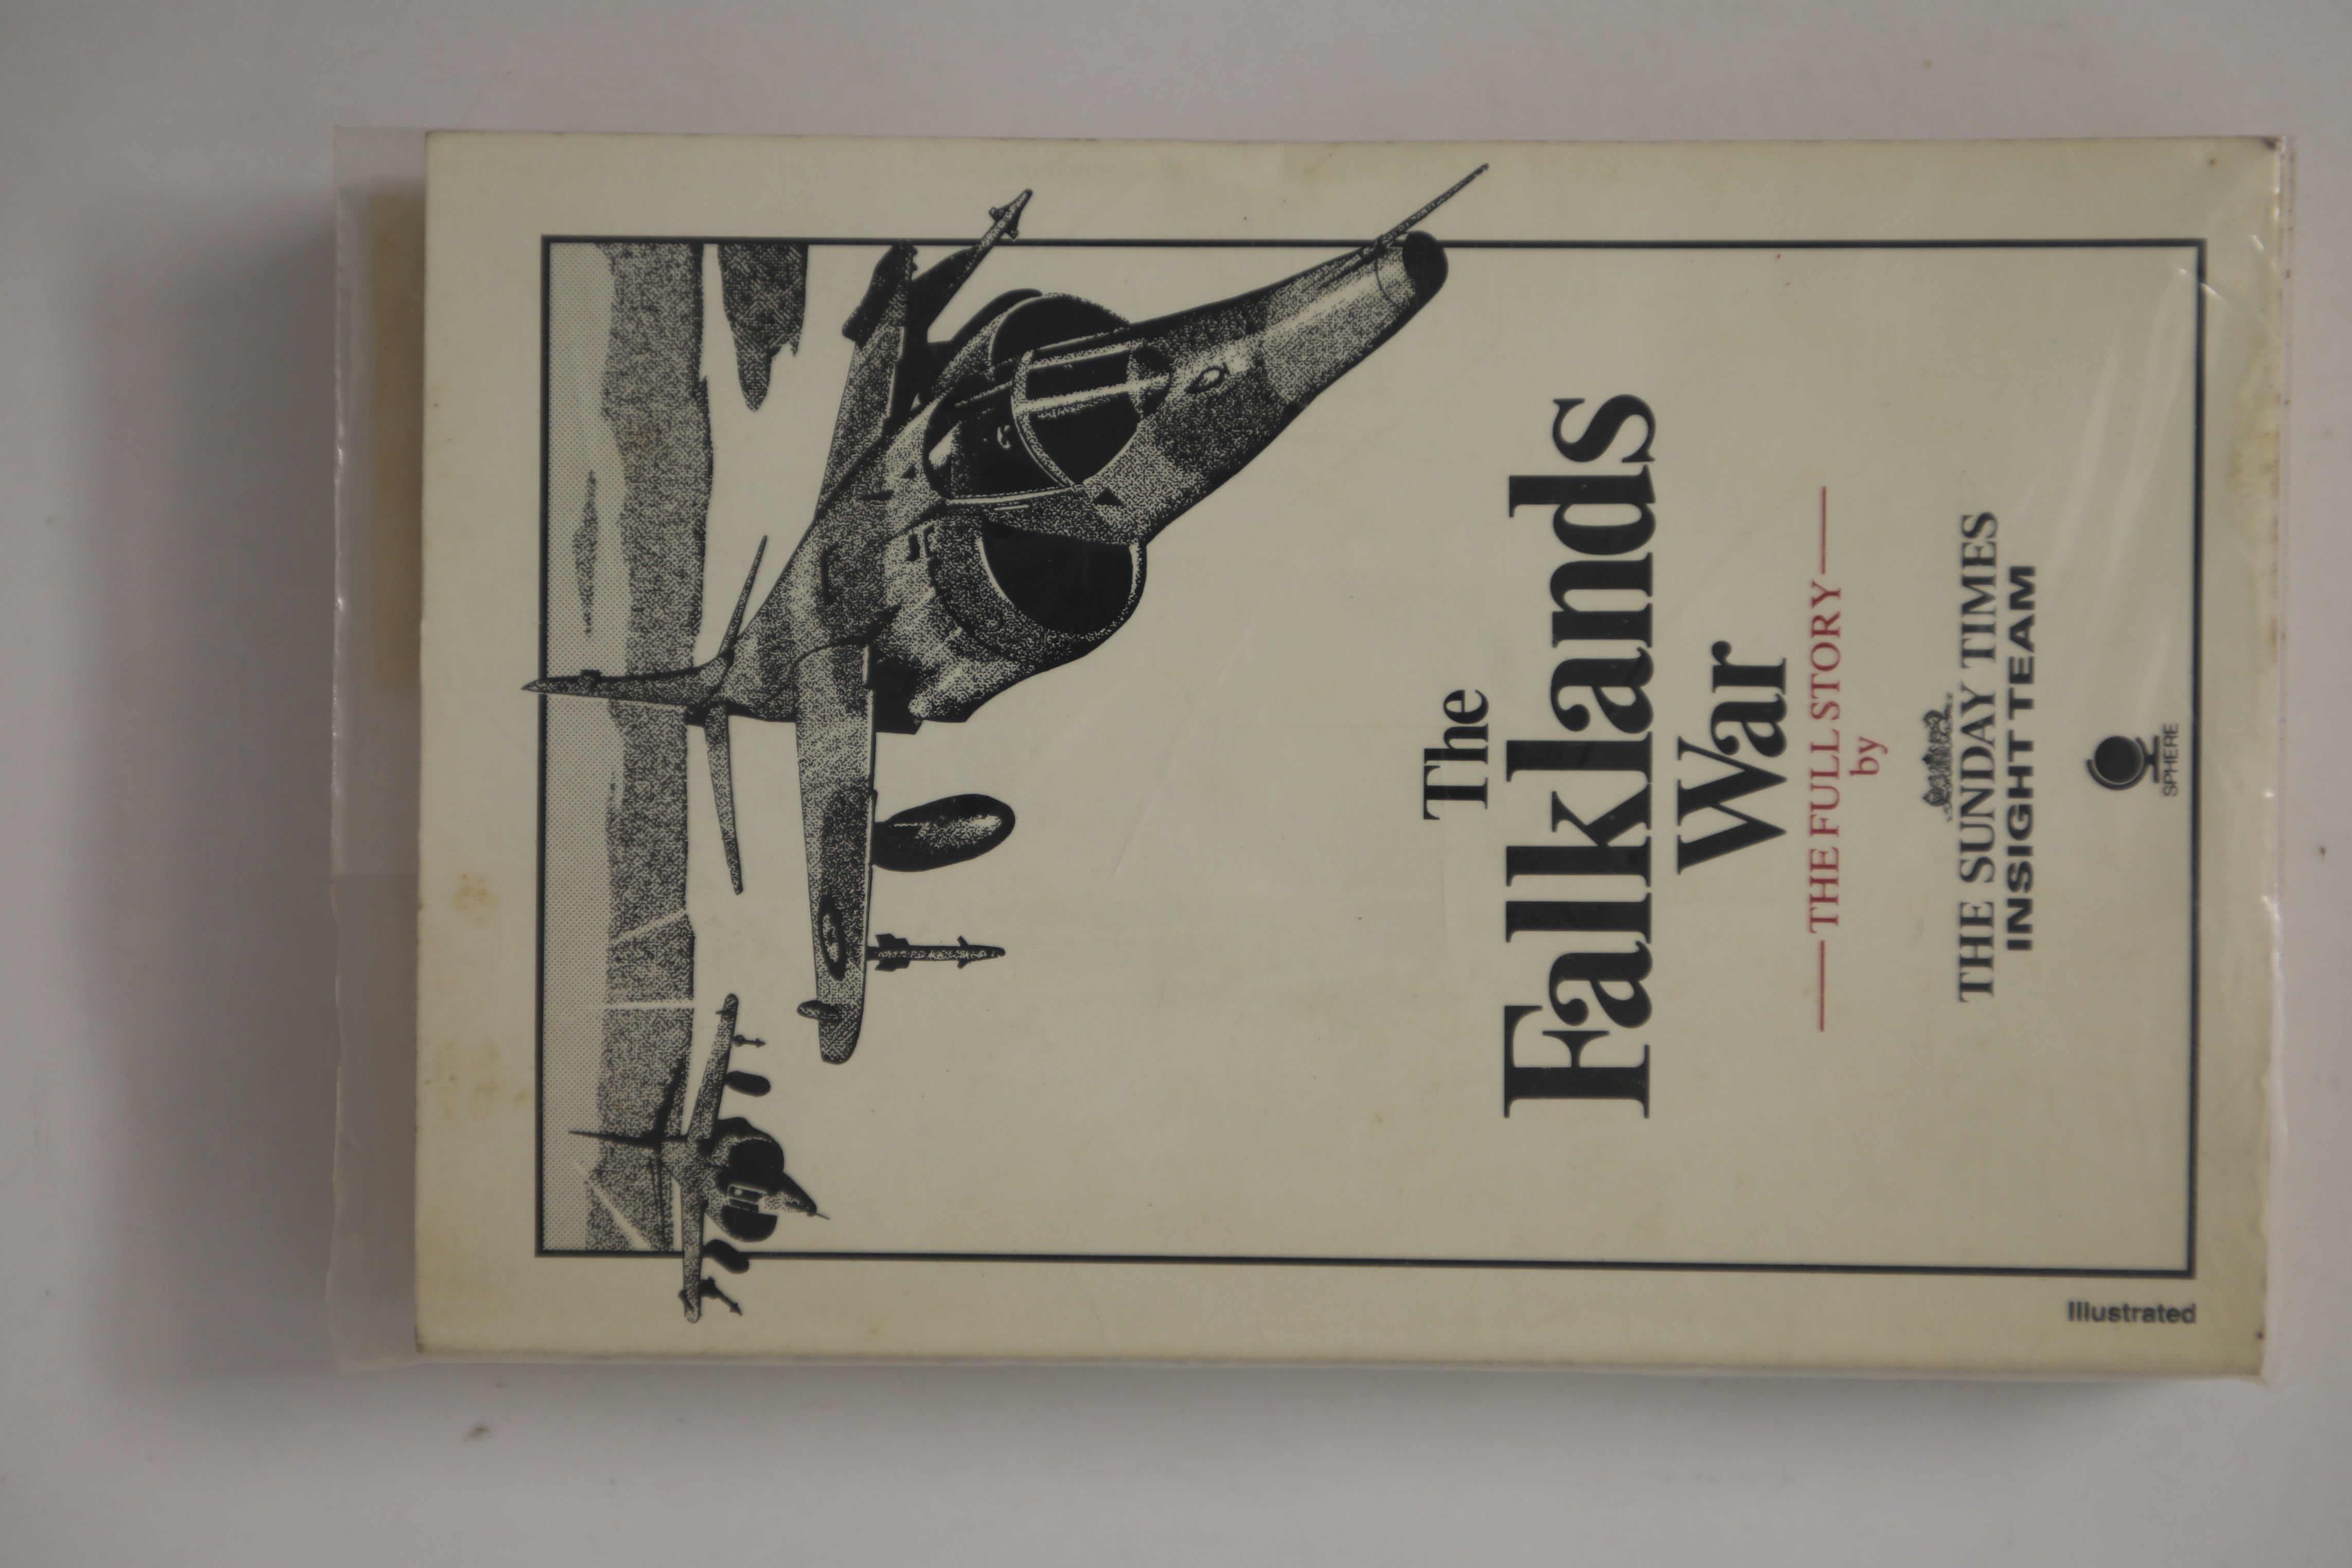 The
Falklands
War
THE FULL STORY
by
THE SUNDAY TIMES
INSIGHT TEAM
SPHERE
Illustrated